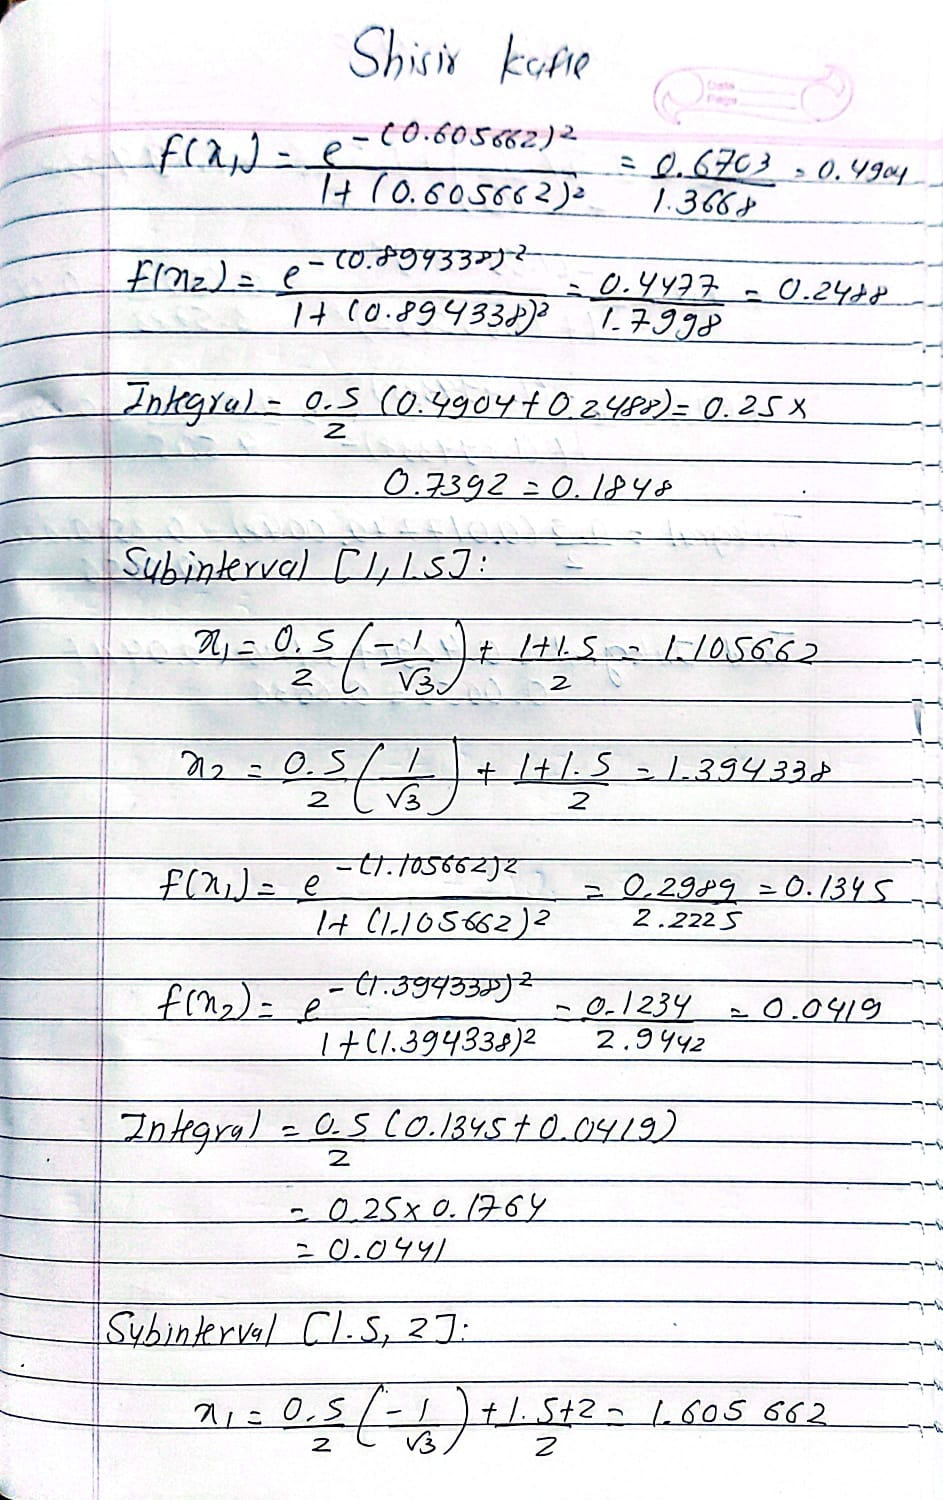 Shisir kafle
Date
Page
f(x₁) = e^-(0.605662)² / 1+(0.605662)² = 0.6703 / 1.3668 = 0.4904
f(x₂) = e^-(0.894338)² / 1+(0.894338)² = 0.4477 / 1.7998 = 0.2488
Integral = 0.5/2 (0.4904+0.2488) = 0.25 x
0.7392 = 0.1848
Subinterval [1, 1.5]:
x₁ = 0.5/2 (-1/√3) + 1+1.5/2 = 1.105662
x₂ = 0.5/2 (1/√3) + 1+1.5/2 = 1.394338
f(x₁) = e^-(1.105662)² / 1+(1.105662)² = 0.2989 / 2.2225 = 0.1345
f(x₂) = e^-(1.394338)² / 1+(1.394338)² = 0.1234 / 2.9442 = 0.0419
Integral = 0.5/2 (0.1345+0.0419)
= 0.25x0.1764
= 0.0441
Subinterval [1.5, 2]:
x₁ = 0.5/2 (-1/√3) + 1.5+2/2 = 1.605662